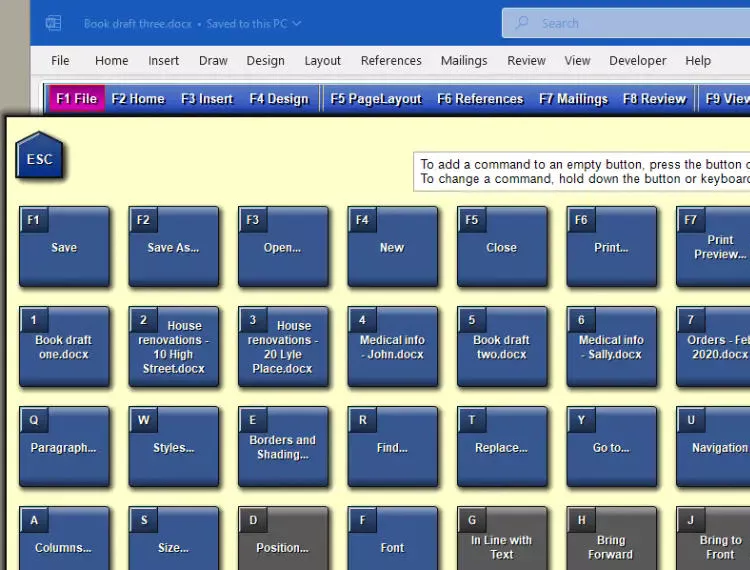 Book draft three.docx • Saved to this PC
Search
File Home Insert Draw Design Layout References Mailings Review View Developer Help
F1 File F2 Home F3 Insert F4 Design F5 PageLayout F6 References F7 Mailings F8 Review F9 View
ESC
To add a command to an empty button, press the button o
To change a command, hold down the button or keyboard
F1
Save
F2
Save As...
F3
Open...
F4
New
F5
Close
F6
Print...
F7
Print
Preview...
1
Book draft
one.docx
2 House
renovations -
10 High
Street.docx
3 House
renovations -
20 Lyle
Place.docx
4
Medical info
- John.docx
5
Book draft
two.docx
6
Medical info
- Sally.docx
7
Orders - Feb
2020.docx
Q
Paragraph...
W
Styles...
E
Borders and
Shading...
R
Find...
T
Replace...
Y
Go to...
U
Navigation
A
Columns...
S
Size...
D
Position...
F
Font
G
In Line with
Text
H
Bring
Forward
J
Bring to
Front